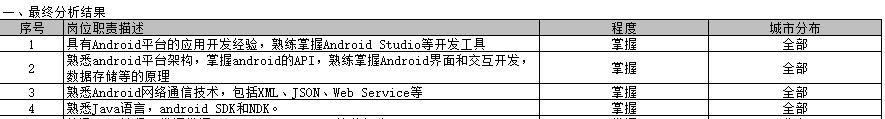 一、最终分析结果
序号 岗位职责描述 程度 城市分布
1 具有Android平台的应用开发经验，熟练掌握Android Studio等开发工具 掌握 全部
2 熟悉android平台架构，掌握android的API，熟练掌握Android界面和交互开发， 掌握 全部
数据存储等的原理
3 熟悉Android网络通信技术，包括XML、JSON、Web Service等 掌握 全部
4 熟悉Java语言，android SDK和NDK。 掌握 全部